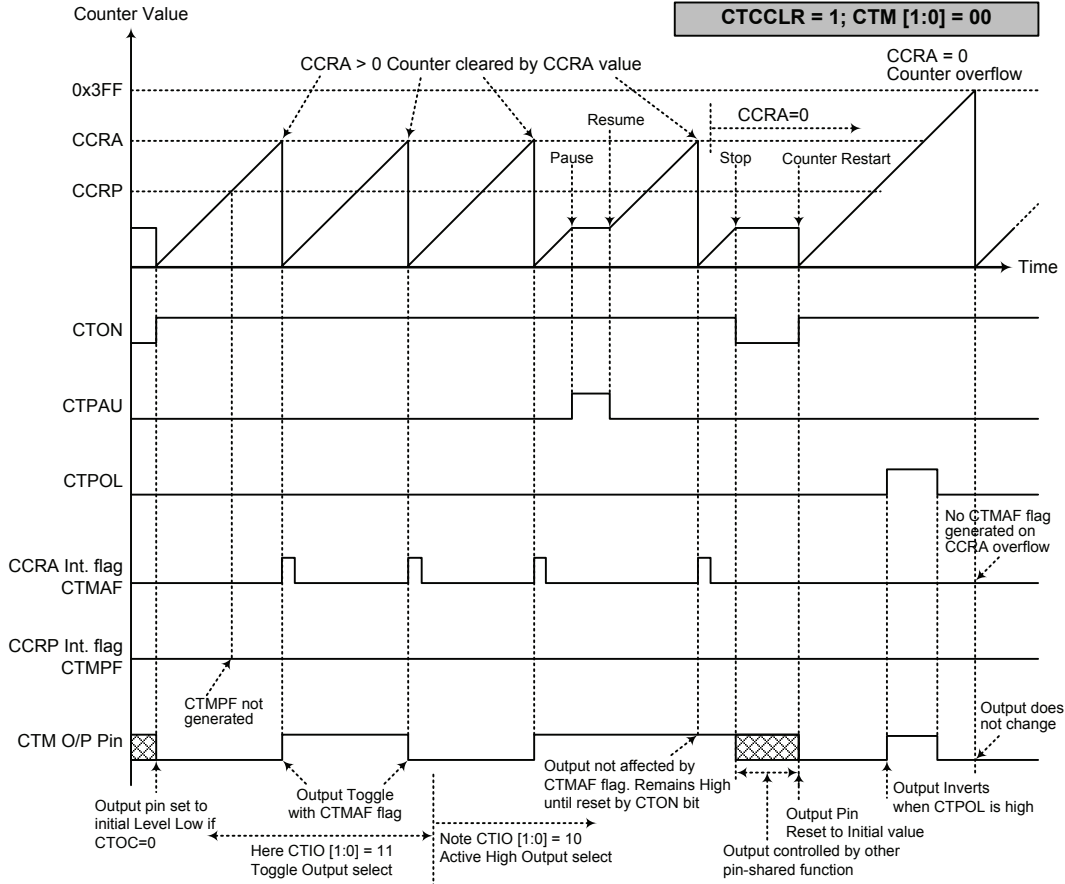 Counter Value
CTCCLR = 1; CTM [1:0] = 00
CCRA > 0 Counter cleared by CCRA value
CCRA = 0
Counter overflow
0x3FF
CCRA=0
Resume
CCRA
Pause
Stop
Counter Restart
CCRP
Time
CTON
CTPAU
CTPOL
No CTMAF flag
generated on
CCRA overflow
CCRA Int. flag
CTMAF
CCRP Int. flag
CTMPF
CTMPF not
generated
Output does
not change
CTM O/P Pin
Output pin set to
initial Level Low if
CTOC=0
Output Toggle
with CTMAF flag
Here CTIO [1:0] = 11
Toggle Output select
Output not affected by
CTMAF flag. Remains High
until reset by CTON bit
Note CTIO [1:0] = 10
Active High Output select
Output Inverts
when CTPOL is high
Output Pin
Reset to Initial value
Output controlled by other
pin-shared function